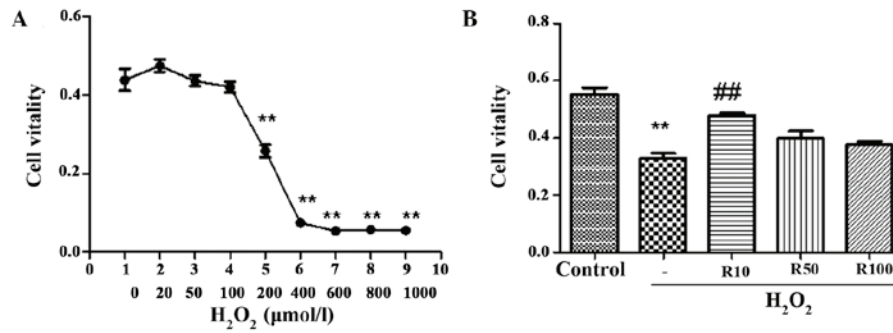 A
0.6
0.4
0.2
0.0
Cell vitality
**
**
**
**
**
0 1 2 3 4 5 6 7 8 9 10
0 20 50 100 200 400 600 800 1000
H₂O₂ (μmol/l)
B
0.8
0.6
0.4
0.2
0.0
Cell vitality
**
##
Control - R10 R50 R100
H₂O₂